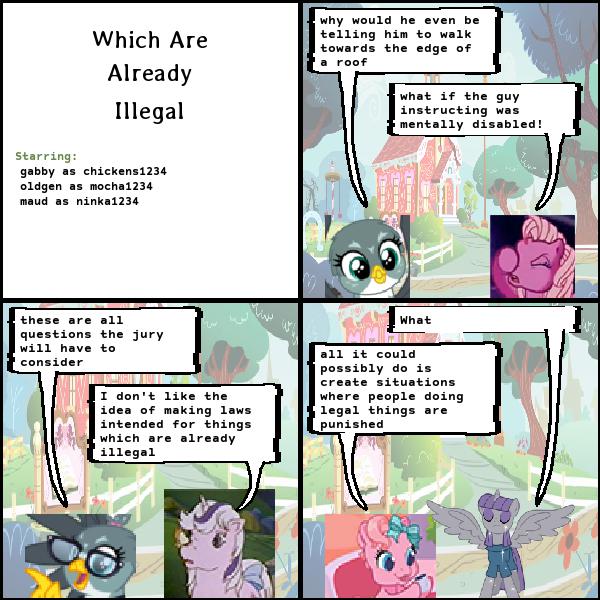 Which Are
Already
Illegal
Starring:
gabby as chickens1234
oldgen as mocha1234
maud as ninka1234
why would he even be
telling him to walk
towards the edge of
a roof
what if the guy
instructing was
mentally disabled!
these are all
questions the jury
will have to
consider
I don't like the
idea of making laws
intended for things
which are already
illegal
What
all it could
possibly do is
create situations
where people doing
legal things are
punished